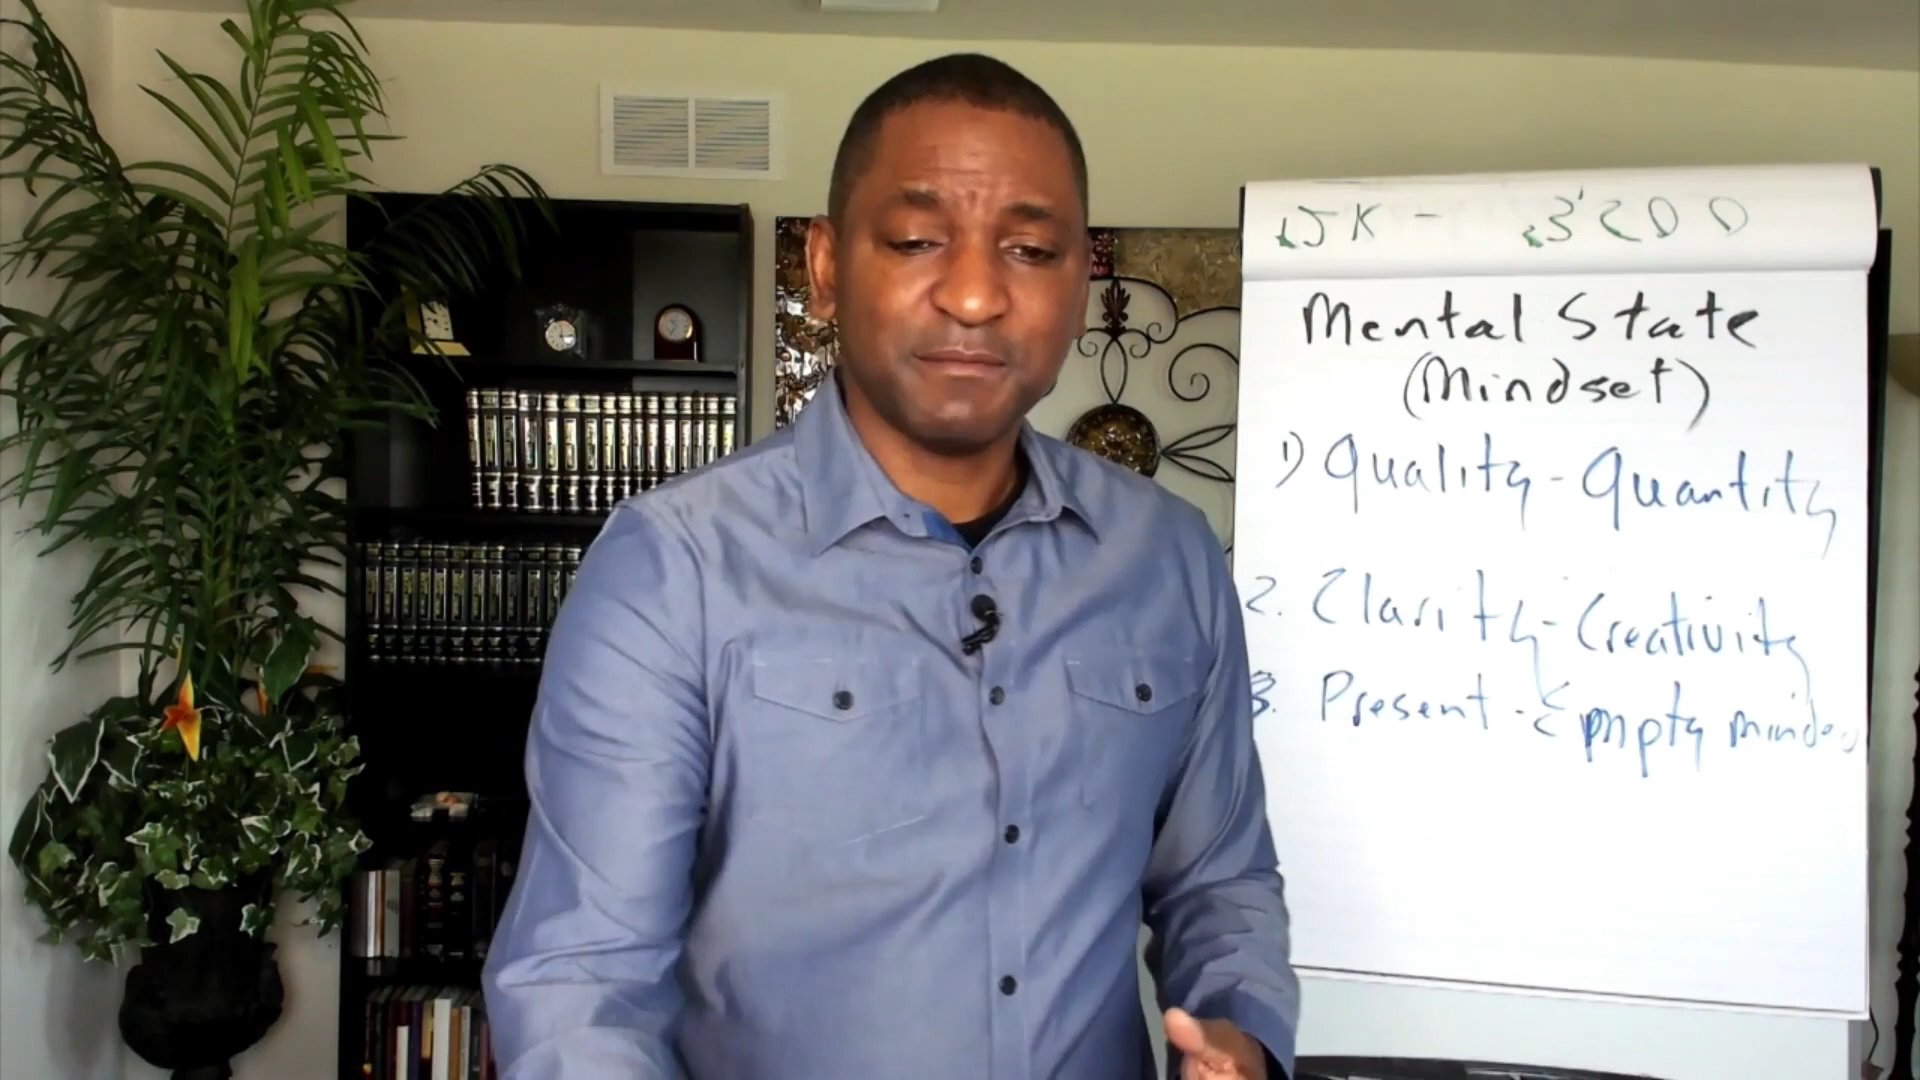 Mental State
(Mindset)
1) Quality - Quantity
2. Clarity - Creativity
3. Present - Empty mind